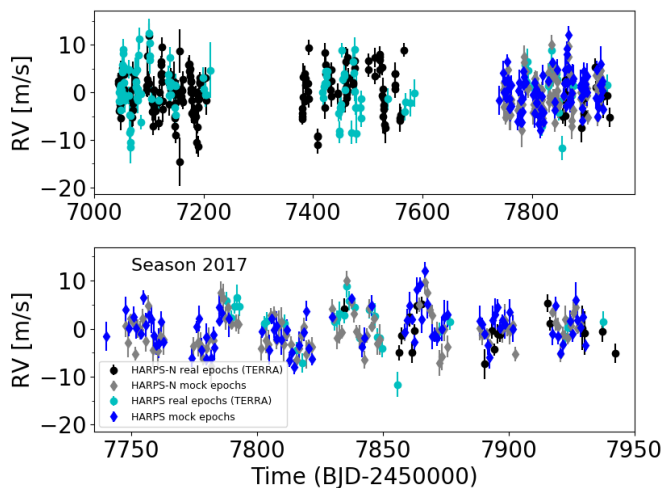 10
0
−10
−20
RV [m/s]
7000 7200 7400 7600 7800
Season 2017
10
0
−10
−20
RV [m/s]
HARPS-N real epochs (TERRA)
HARPS-N mock epochs
HARPS real epochs (TERRA)
HARPS mock epochs
7750 7800 7850 7900 7950
Time (BJD-2450000)